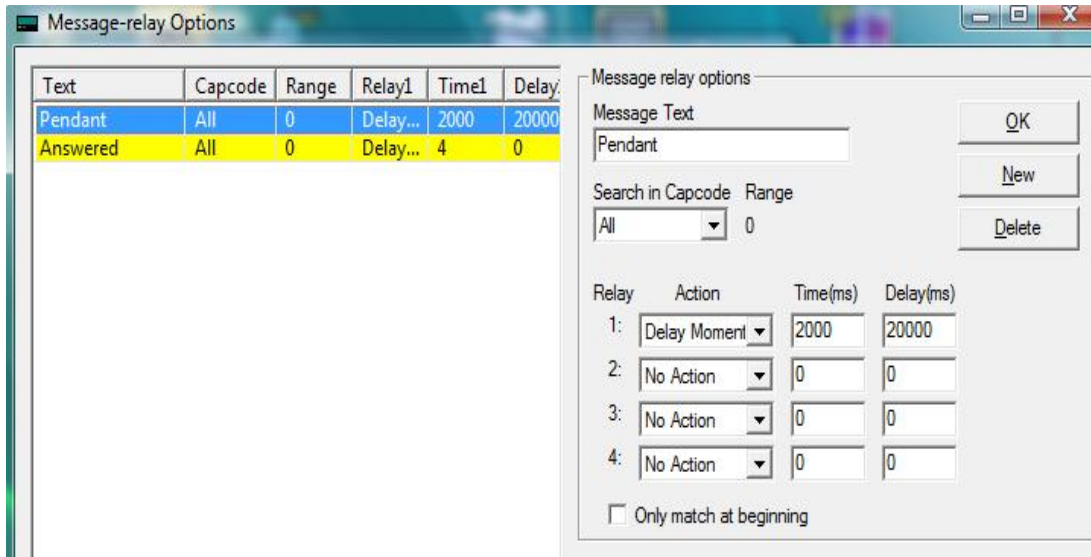 Message-relay Options
Text Capcode Range Relay1 Time1 Delay
Pendant All 0 Delay... 2000 20000
Answered All 0 Delay... 4 0
Message relay options
Message Text
Pendant
OK
New
Search in Capcode Range
All 0
Delete
Relay Action Time(ms) Delay(ms)
1: Delay Moment 2000 20000
2: No Action 0 0
3: No Action 0 0
4: No Action 0 0
Only match at beginning